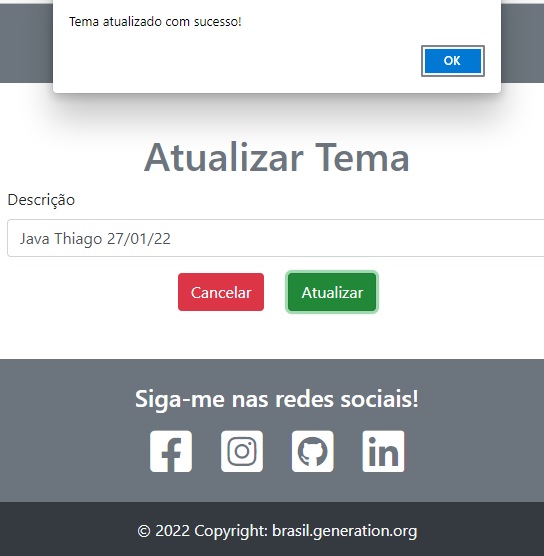 Tema atualizado com sucesso!
OK
Atualizar Tema
Descrição
Java Thiago 27/01/22
Cancelar
Atualizar
Siga-me nas redes sociais!
© 2022 Copyright: brasil.generation.org